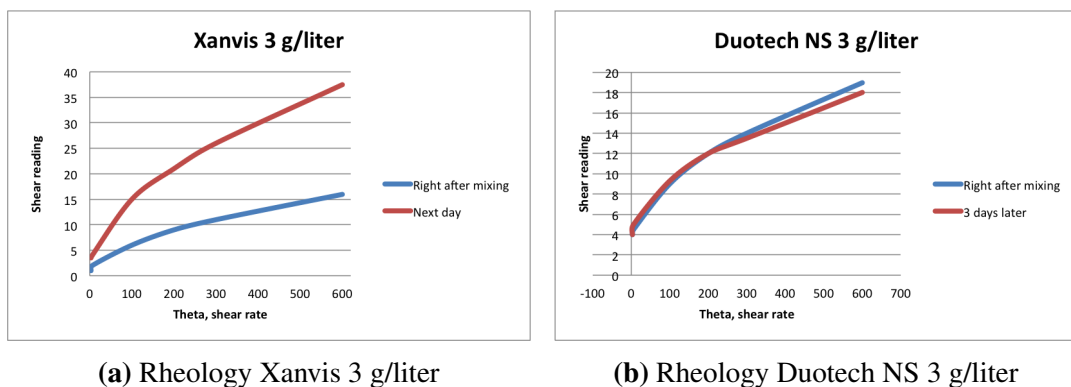 Xanvis 3 g/liter
40
35
30
25
20
15
10
5
0
Shear reading
0 100 200 300 400 500 600
Theta, shear rate
Right after mixing
Next day
(a) Rheology Xanvis 3 g/liter
Duotech NS 3 g/liter
20
18
16
14
12
10
8
6
4
2
0
Shear reading
-100 0 100 200 300 400 500 600 700
Theta, shear rate
Right after mixing
3 days later
(b) Rheology Duotech NS 3 g/liter